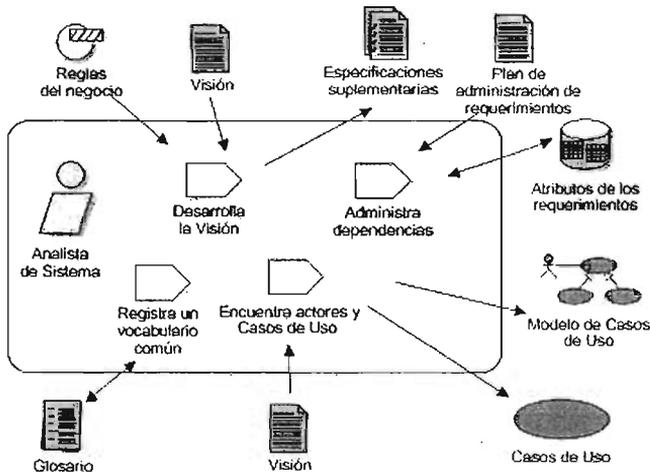 Reglas
del negocio
Visión
Especificaciones
suplementarias
Plan de
administración de
requerimientos
Atributos de los
requerimientos
Desarrolla
la Visión
Administra
dependencias
Analista
de Sistema
Registra un
vocabulario
común
Encuentra actores y
Casos de Uso
Modelo de Casos
de Uso
Glosario
Visión
Casos de Uso